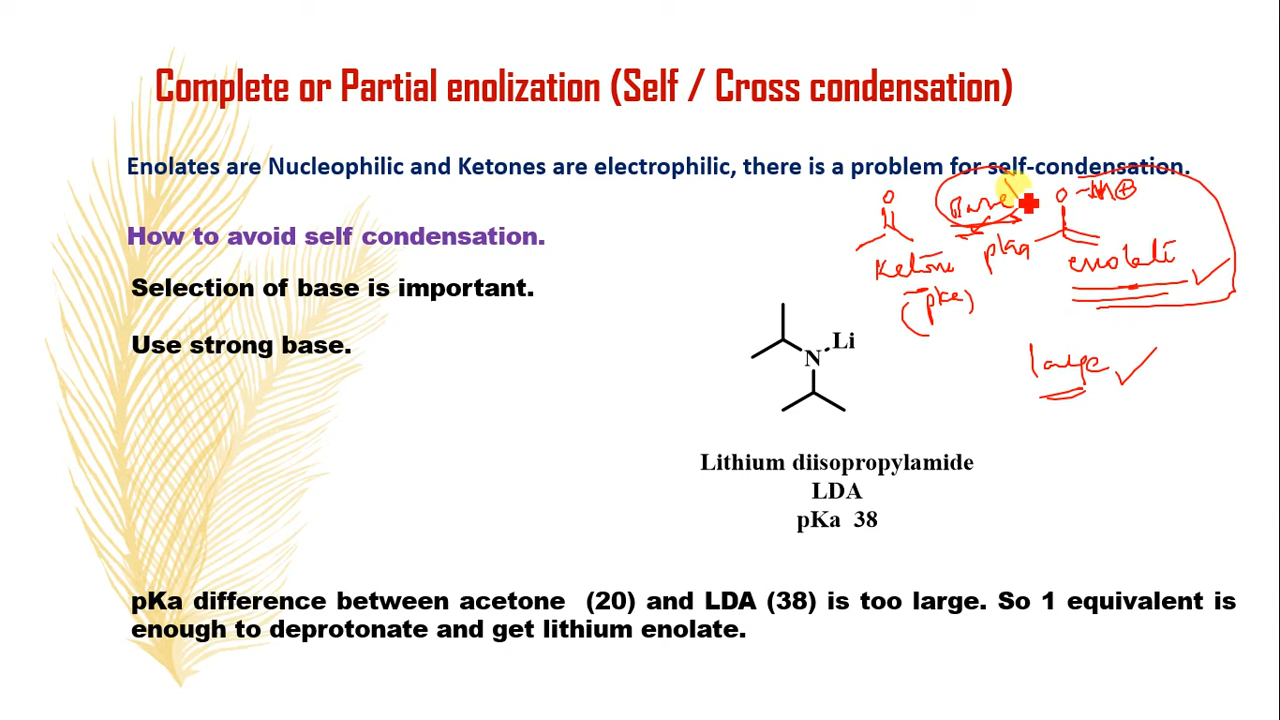 Complete or Partial enolization (Self / Cross condensation)
Enolates are Nucleophilic and Ketones are electrophilic, there is a problem for self-condensation.
How to avoid self condensation.
Selection of base is important.
Use strong base.
O
Base
O
Ketone
pKa
enolate
(pKa)
large
Li
N
Lithium diisopropylamide
LDA
pKa 38
pKa difference between acetone (20) and LDA (38) is too large. So 1 equivalent is
enough to deprotonate and get lithium enolate.